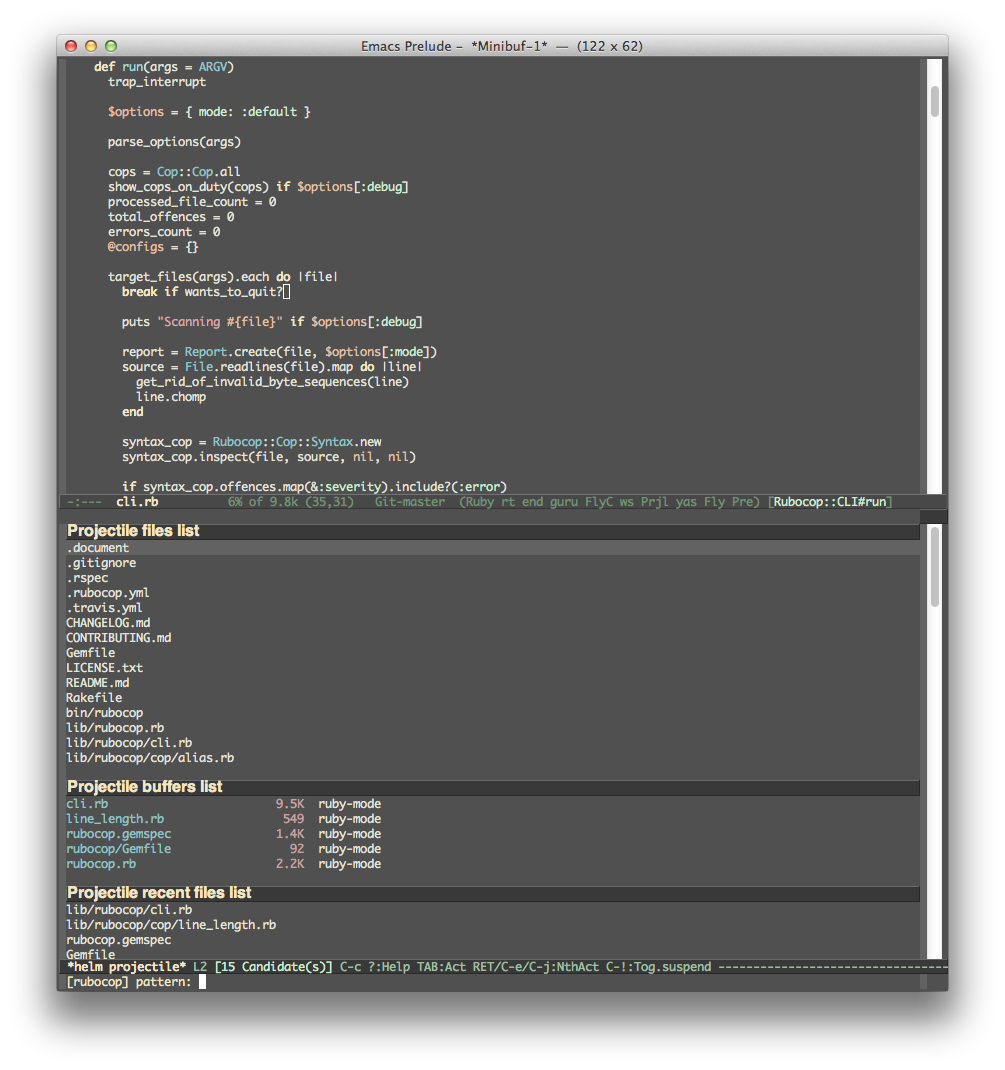 Emacs Prelude - *Minibuf-1* — (122 x 62)
def run(args = ARGV)
trap_interrupt
$options = { mode: :default }
parse_options(args)
cops = Cop::Cop.all
show_cops_on_duty(cops) if $options[:debug]
processed_file_count = 0
total_offences = 0
errors_count = 0
@configs = {}
target_files(args).each do |file|
break if wants_to_quit?
puts "Scanning #{file}" if $options[:debug]
report = Report.create(file, $options[:mode])
source = File.readlines(file).map do |line|
get_rid_of_invalid_byte_sequences(line)
line.chomp
end
syntax_cop = Rubocop::Cop::Syntax.new
syntax_cop.inspect(file, source, nil, nil)
if syntax_cop.offences.map(&:severity).include?(:error)
-:--- cli.rb 6% of 9.8k (35,31) Git-master (Ruby rt end guru FlyC ws Prjl yas Fly Pre) [Rubocop::CLI#run]
Projectile files list
.document
.gitignore
.rspec
.rubocop.yml
.travis.yml
CHANGELOG.md
CONTRIBUTING.md
Gemfile
LICENSE.txt
README.md
Rakefile
bin/rubocop
lib/rubocop.rb
lib/rubocop/cli.rb
lib/rubocop/cop/alias.rb
Projectile buffers list
cli.rb 9.5K ruby-mode
line_length.rb 549 ruby-mode
rubocop.gemspec 1.4K ruby-mode
rubocop/Gemfile 92 ruby-mode
rubocop.rb 2.2K ruby-mode
Projectile recent files list
lib/rubocop/cli.rb
lib/rubocop/cop/line_length.rb
rubocop.gemspec
Gemfile
*helm projectile* L2 [15 Candidate(s)] C-c ?:Help TAB:Act RET/C-e/C-j:NthAct C-!:Tog.suspend ---------------------------------
[rubocop] pattern: